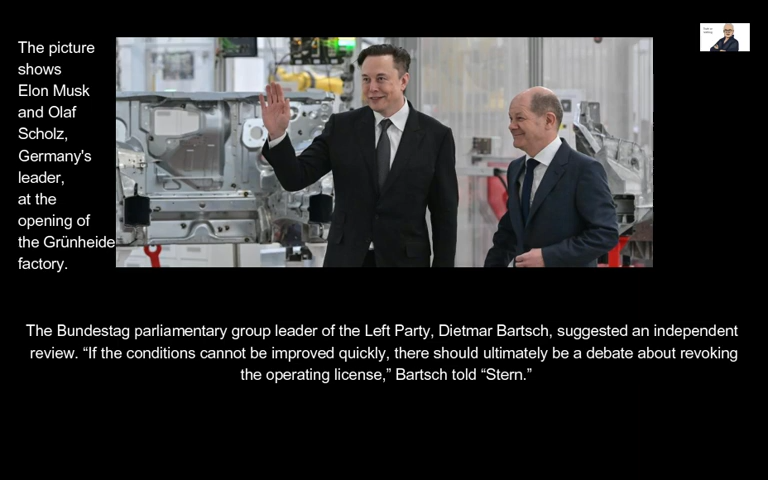 The picture
shows
Elon Musk
and Olaf
Scholz,
Germany's
leader,
at the
opening of
the Grünheide
factory.
The Bundestag parliamentary group leader of the Left Party, Dietmar Bartsch, suggested an independent
review. “If the conditions cannot be improved quickly, there should ultimately be a debate about revoking
the operating license,” Bartsch told “Stern.”